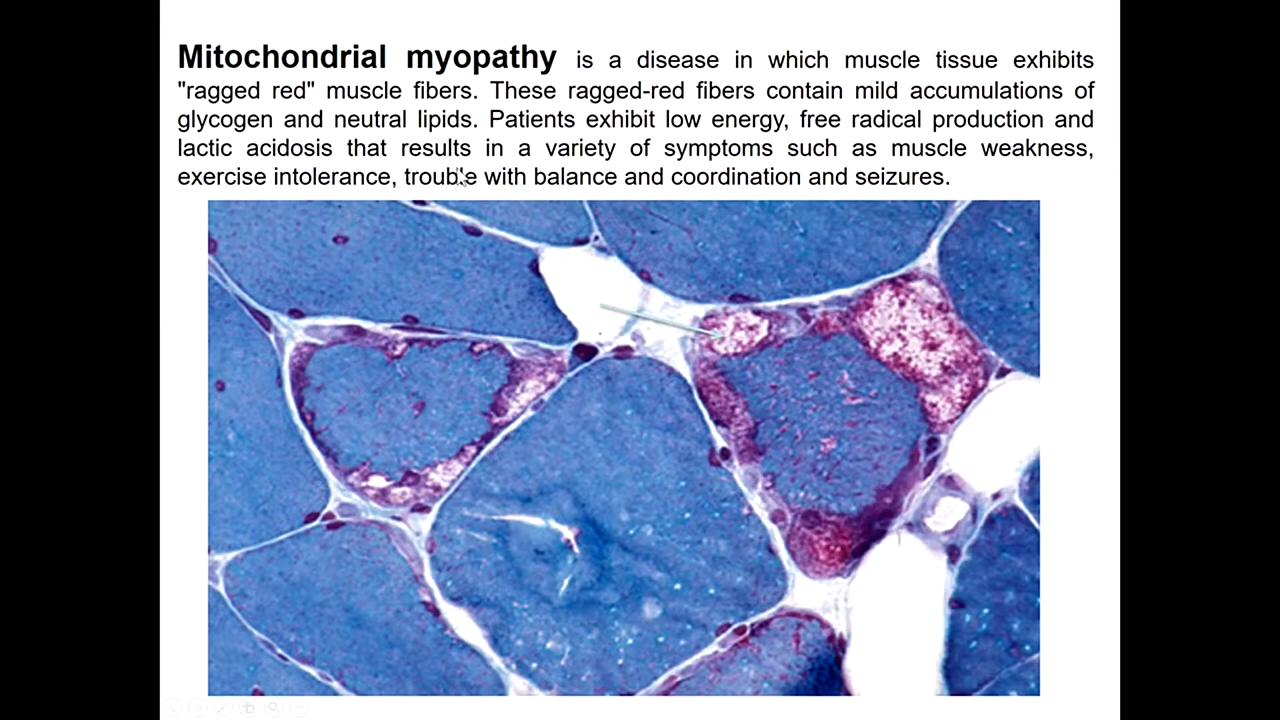 Mitochondrial myopathy is a disease in which muscle tissue exhibits
"ragged red" muscle fibers. These ragged-red fibers contain mild accumulations of
glycogen and neutral lipids. Patients exhibit low energy, free radical production and
lactic acidosis that results in a variety of symptoms such as muscle weakness,
exercise intolerance, trouble with balance and coordination and seizures.